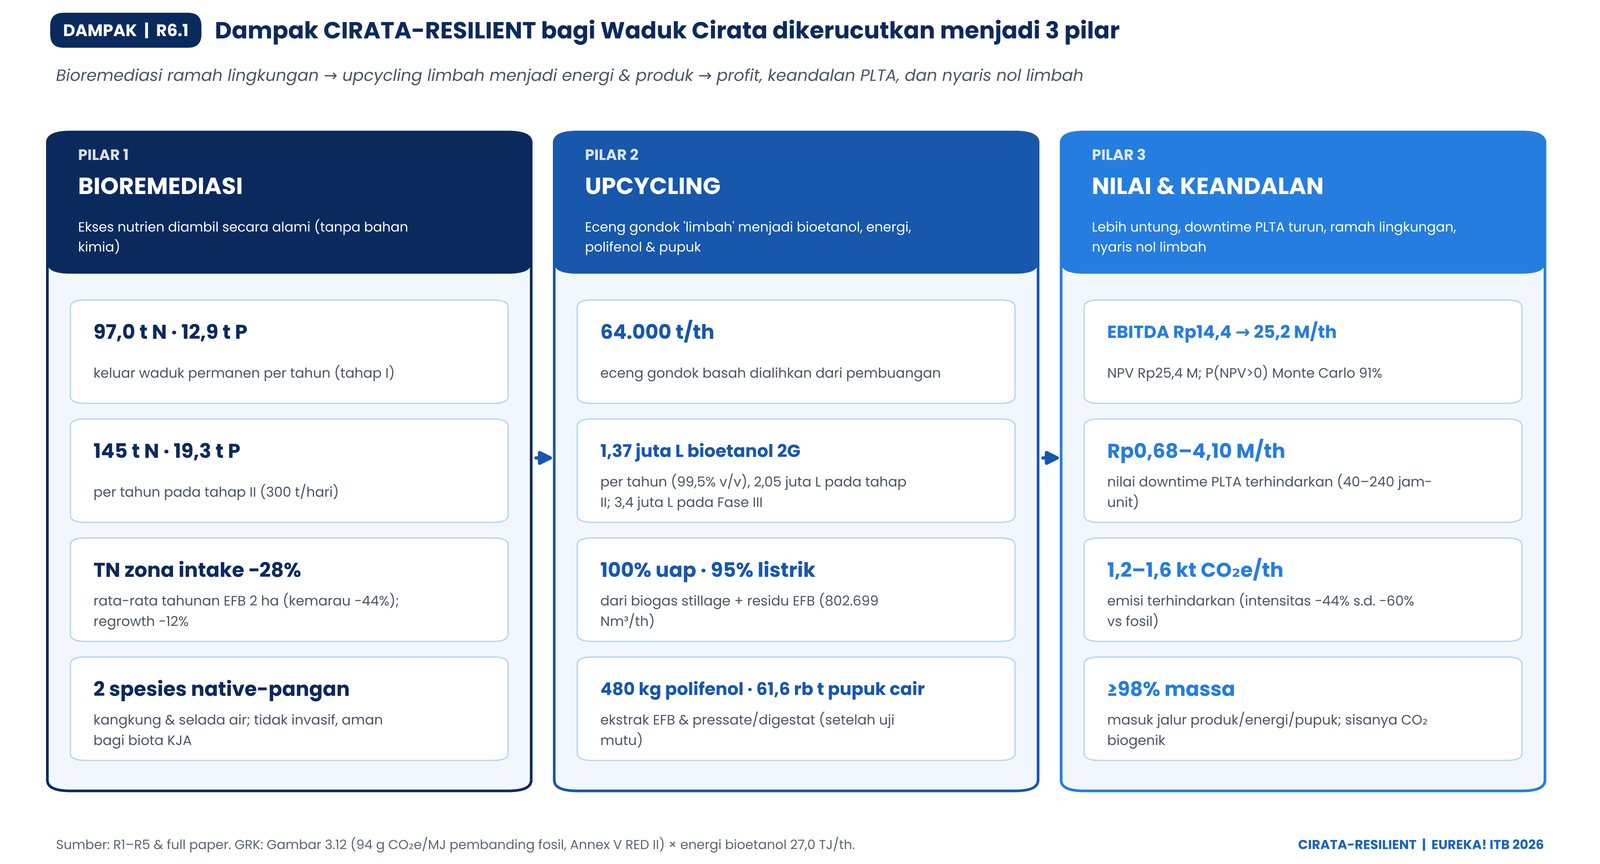 DAMPAK | R6.1
Dampak CIRATA-RESILIENT bagi Waduk Cirata dikerucutkan menjadi 3 pilar
Bioremediasi ramah lingkungan → upcycling limbah menjadi energi & produk → profit, keandalan PLTA, dan nyaris nol limbah
PILAR 1
BIOREMEDIASI
Ekses nutrien diambil secara alami (tanpa bahan
kimia)
97,0 t N · 12,9 t P
keluar waduk permanen per tahun (tahap I)
145 t N · 19,3 t P
per tahun pada tahap II (300 t/hari)
TN zona intake -28%
rata-rata tahunan EFB 2 ha (kemarau -44%);
regrowth -12%
2 spesies native-pangan
kangkung & selada air; tidak invasif, aman
bagi biota KJA
PILAR 2
UPCYCLING
Eceng gondok 'limbah' menjadi bioetanol, energi,
polifenol & pupuk
64.000 t/th
eceng gondok basah dialihkan dari pembuangan
1,37 juta L bioetanol 2G
per tahun (99,5% v/v), 2,05 juta L pada tahap
II; 3,4 juta L pada Fase III
100% uap · 95% listrik
dari biogas stillage + residu EFB (802.699
Nm³/th)
480 kg polifenol · 61,6 rb t pupuk cair
ekstrak EFB & pressate/digestat (setelah uji
mutu)
PILAR 3
NILAI & KEANDALAN
Lebih untung, downtime PLTA turun, ramah lingkungan,
nyaris nol limbah
EBITDA Rp14,4 → 25,2 M/th
NPV Rp25,4 M; P(NPV>0) Monte Carlo 91%
Rp0,68–4,10 M/th
nilai downtime PLTA terhindarkan (40–240 jam-
unit)
1,2–1,6 kt CO₂e/th
emisi terhindarkan (intensitas -44% s.d. -60%
vs fosil)
≥98% massa
masuk jalur produk/energi/pupuk; sisanya CO₂
biogenik
Sumber: R1–R5 & full paper. GRK: Gambar 3.12 (94 g CO₂e/MJ pembanding fosil, Annex V RED II) × energi bioetanol 27,0 TJ/th.
CIRATA-RESILIENT | EUREKA! ITB 2026